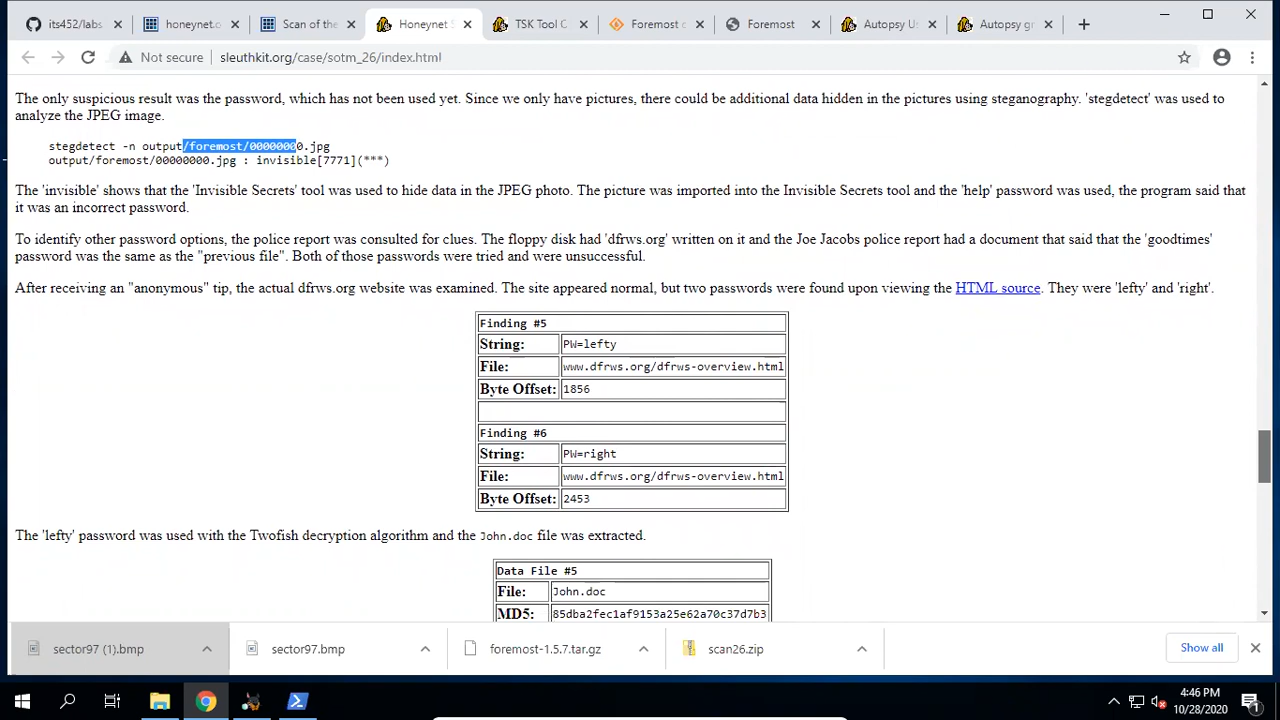 its452/labs
honeynet.o
Scan of the
Honeynet S
TSK Tool O
Foremost c
Foremost
Autopsy Us
Autopsy gr
Not secure
sleuthkit.org/case/sotm_26/index.html
The only suspicious result was the password, which has not been used yet. Since we only have pictures, there could be additional data hidden in the pictures using steganography. 'stegdetect' was used to
analyze the JPEG image.
stegdetect -n output/foremost/00000000.jpg
output/foremost/00000000.jpg : invisible[7771](***)
The 'invisible' shows that the 'Invisible Secrets' tool was used to hide data in the JPEG photo. The picture was imported into the Invisible Secrets tool and the 'help' password was used, the program said that
it was an incorrect password.
To identify other password options, the police report was consulted for clues. The floppy disk had 'dfrws.org' written on it and the Joe Jacobs police report had a document that said that the 'goodtimes'
password was the same as the "previous file". Both of those passwords were tried and were unsuccessful.
After receiving an "anonymous" tip, the actual dfrws.org website was examined. The site appeared normal, but two passwords were found upon viewing the HTML source. They were 'lefty' and 'right'.
Finding #5
String: PW=lefty
File: www.dfrws.org/dfrws-overview.html
Byte Offset: 1856
Finding #6
String: PW=right
File: www.dfrws.org/dfrws-overview.html
Byte Offset: 2453
The 'lefty' password was used with the Twofish decryption algorithm and the John.doc file was extracted.
Data File #5
File: John.doc
MD5: 85dba2fec1af9153a25e62a70c37d7b3
sector97 (1).bmp
sector97.bmp
foremost-1.5.7.tar.gz
scan26.zip
Show all
4:46 PM
10/28/2020
1